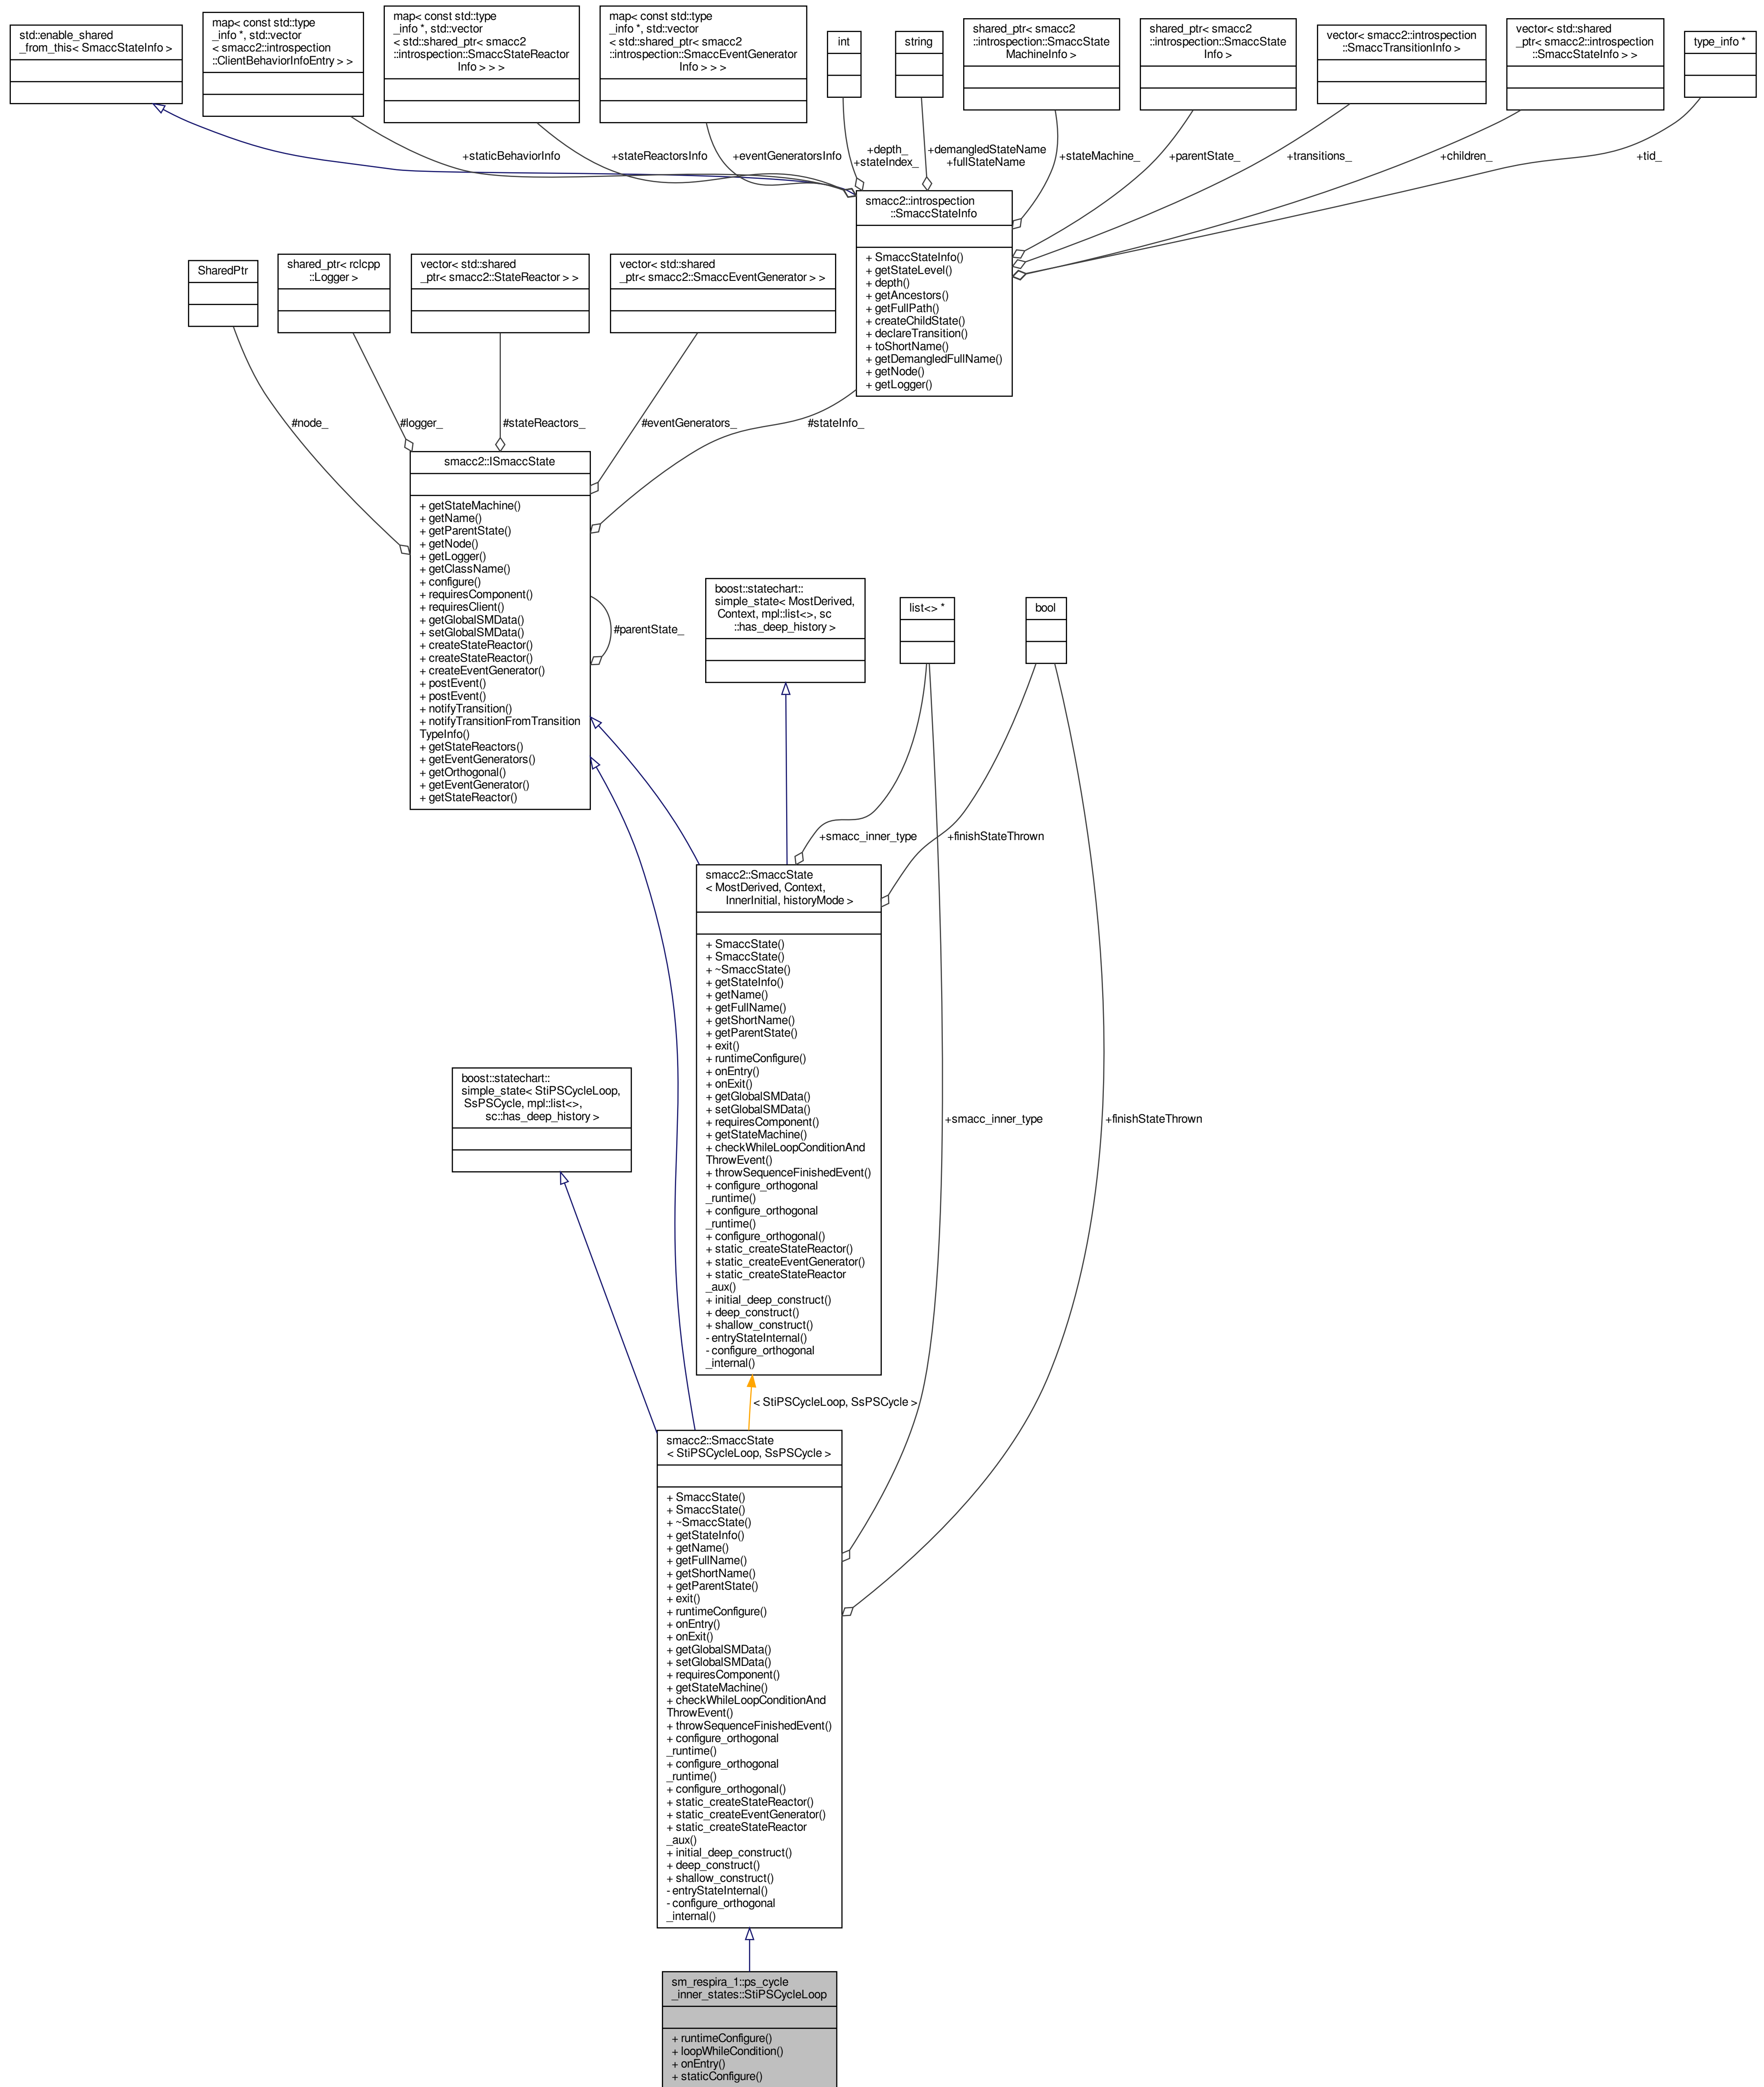 std::enable_shared
_from_this< SmaccStateInfo >
map< const std::type
_info *, std::vector
< smacc2::introspection
::ClientBehaviorInfoEntry > >
map< const std::type
_info *, std::vector
< std::shared_ptr< smacc2
::introspection::SmaccStateReactor
Info > > >
map< const std::type
_info *, std::vector
< std::shared_ptr< smacc2
::introspection::SmaccEventGenerator
Info > > >
int
string
shared_ptr< smacc2
::introspection::SmaccState
MachineInfo >
shared_ptr< smacc2
::introspection::SmaccState
Info >
vector< smacc2::introspection
::SmaccTransitionInfo >
vector< std::shared
_ptr< smacc2::introspection
::SmaccStateInfo > >
type_info *
+staticBehaviorInfo
+stateReactorsInfo
+eventGeneratorsInfo
+depth_
+stateIndex_
+demangledStateName
+fullStateName
+stateMachine_
+parentState_
+transitions_
+children_
+tid_
smacc2::introspection
::SmaccStateInfo
+ SmaccStateInfo()
+ getStateLevel()
+ depth()
+ getAncestors()
+ getFullPath()
+ createChildState()
+ declareTransition()
+ toShortName()
+ getDemangledFullName()
+ getNode()
+ getLogger()
SharedPtr
shared_ptr< rclcpp
::Logger >
vector< std::shared
_ptr< smacc2::StateReactor > >
vector< std::shared
_ptr< smacc2::SmaccEventGenerator > >
#node_
#logger_
#stateReactors_
#eventGenerators_
#stateInfo_
smacc2::ISmaccState
+ getStateMachine()
+ getName()
+ getParentState()
+ getNode()
+ getLogger()
+ getClassName()
+ configure()
+ requiresComponent()
+ requiresClient()
+ getGlobalSMData()
+ setGlobalSMData()
+ createStateReactor()
+ createStateReactor()
+ createEventGenerator()
+ postEvent()
+ postEvent()
+ notifyTransition()
+ notifyTransitionFromTransition
TypeInfo()
+ getStateReactors()
+ getEventGenerators()
+ getOrthogonal()
+ getEventGenerator()
+ getStateReactor()
#parentState_
boost::statechart::
simple_state< MostDerived,
Context, mpl::list<>, sc
::has_deep_history >
list<> *
bool
+smacc_inner_type
+finishStateThrown
smacc2::SmaccState
< MostDerived, Context,
InnerInitial, historyMode >
+ SmaccState()
+ SmaccState()
+ ~SmaccState()
+ getStateInfo()
+ getName()
+ getFullName()
+ getShortName()
+ getParentState()
+ exit()
+ runtimeConfigure()
+ onEntry()
+ onExit()
+ getGlobalSMData()
+ setGlobalSMData()
+ requiresComponent()
+ getStateMachine()
+ checkWhileLoopConditionAnd
ThrowEvent()
+ throwSequenceFinishedEvent()
+ configure_orthogonal
_runtime()
+ configure_orthogonal
_runtime()
+ configure_orthogonal()
+ static_createStateReactor()
+ static_createEventGenerator()
+ static_createStateReactor
_aux()
+ initial_deep_construct()
+ deep_construct()
+ shallow_construct()
- entryStateInternal()
- configure_orthogonal
_internal()
boost::statechart::
simple_state< StiPSCycleLoop,
SsPSCycle, mpl::list<>,
sc::has_deep_history >
+smacc_inner_type
+finishStateThrown
< StiPSCycleLoop, SsPSCycle >
smacc2::SmaccState
< StiPSCycleLoop, SsPSCycle >
+ SmaccState()
+ SmaccState()
+ ~SmaccState()
+ getStateInfo()
+ getName()
+ getFullName()
+ getShortName()
+ getParentState()
+ exit()
+ runtimeConfigure()
+ onEntry()
+ onExit()
+ getGlobalSMData()
+ setGlobalSMData()
+ requiresComponent()
+ getStateMachine()
+ checkWhileLoopConditionAnd
ThrowEvent()
+ throwSequenceFinishedEvent()
+ configure_orthogonal
_runtime()
+ configure_orthogonal
_runtime()
+ configure_orthogonal()
+ static_createStateReactor()
+ static_createEventGenerator()
+ static_createStateReactor
_aux()
+ initial_deep_construct()
+ deep_construct()
+ shallow_construct()
- entryStateInternal()
- configure_orthogonal
_internal()
sm_respira_1::ps_cycle
_inner_states::StiPSCycleLoop
+ runtimeConfigure()
+ loopWhileCondition()
+ onEntry()
+ staticConfigure()